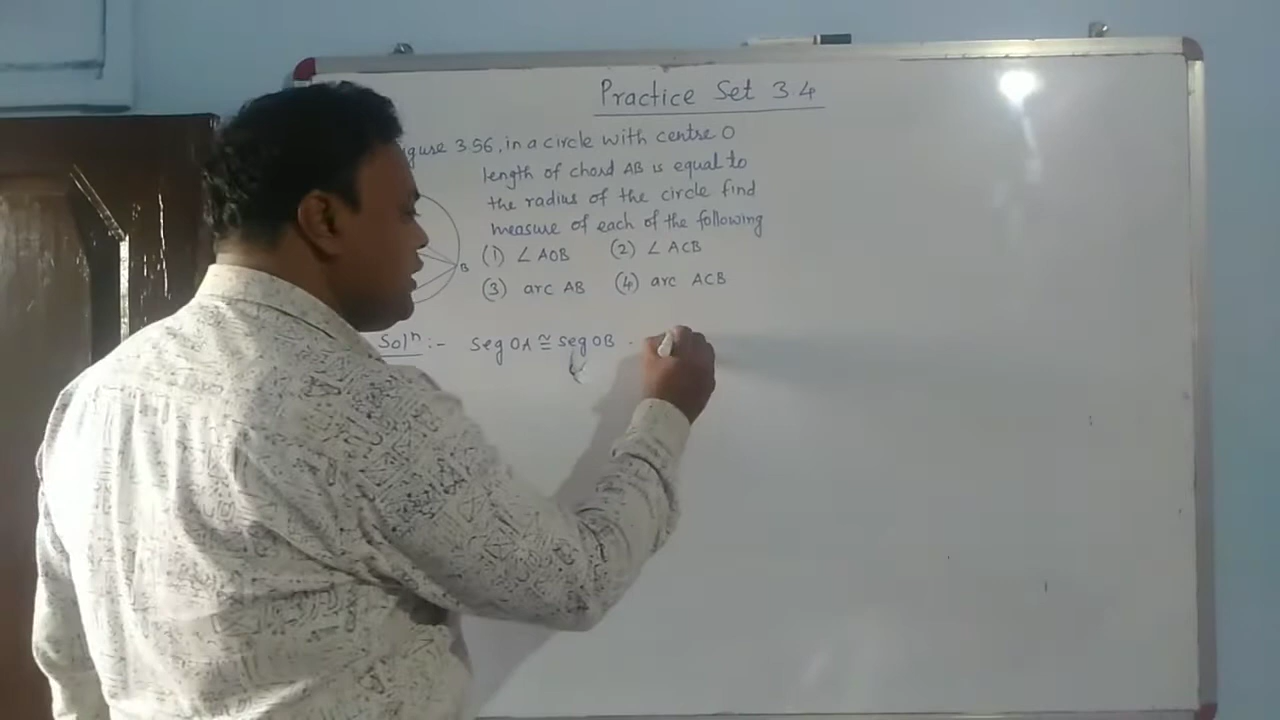 Practice Set 3.4
igure 3.56, in a circle with centre O
length of chord AB is equal to
the radius of the circle find
measure of each of the following
(1) ∠AOB (2) ∠ACB
B
(3) arc AB (4) arc ACB
Solⁿ :- seg OA ≅ seg OB